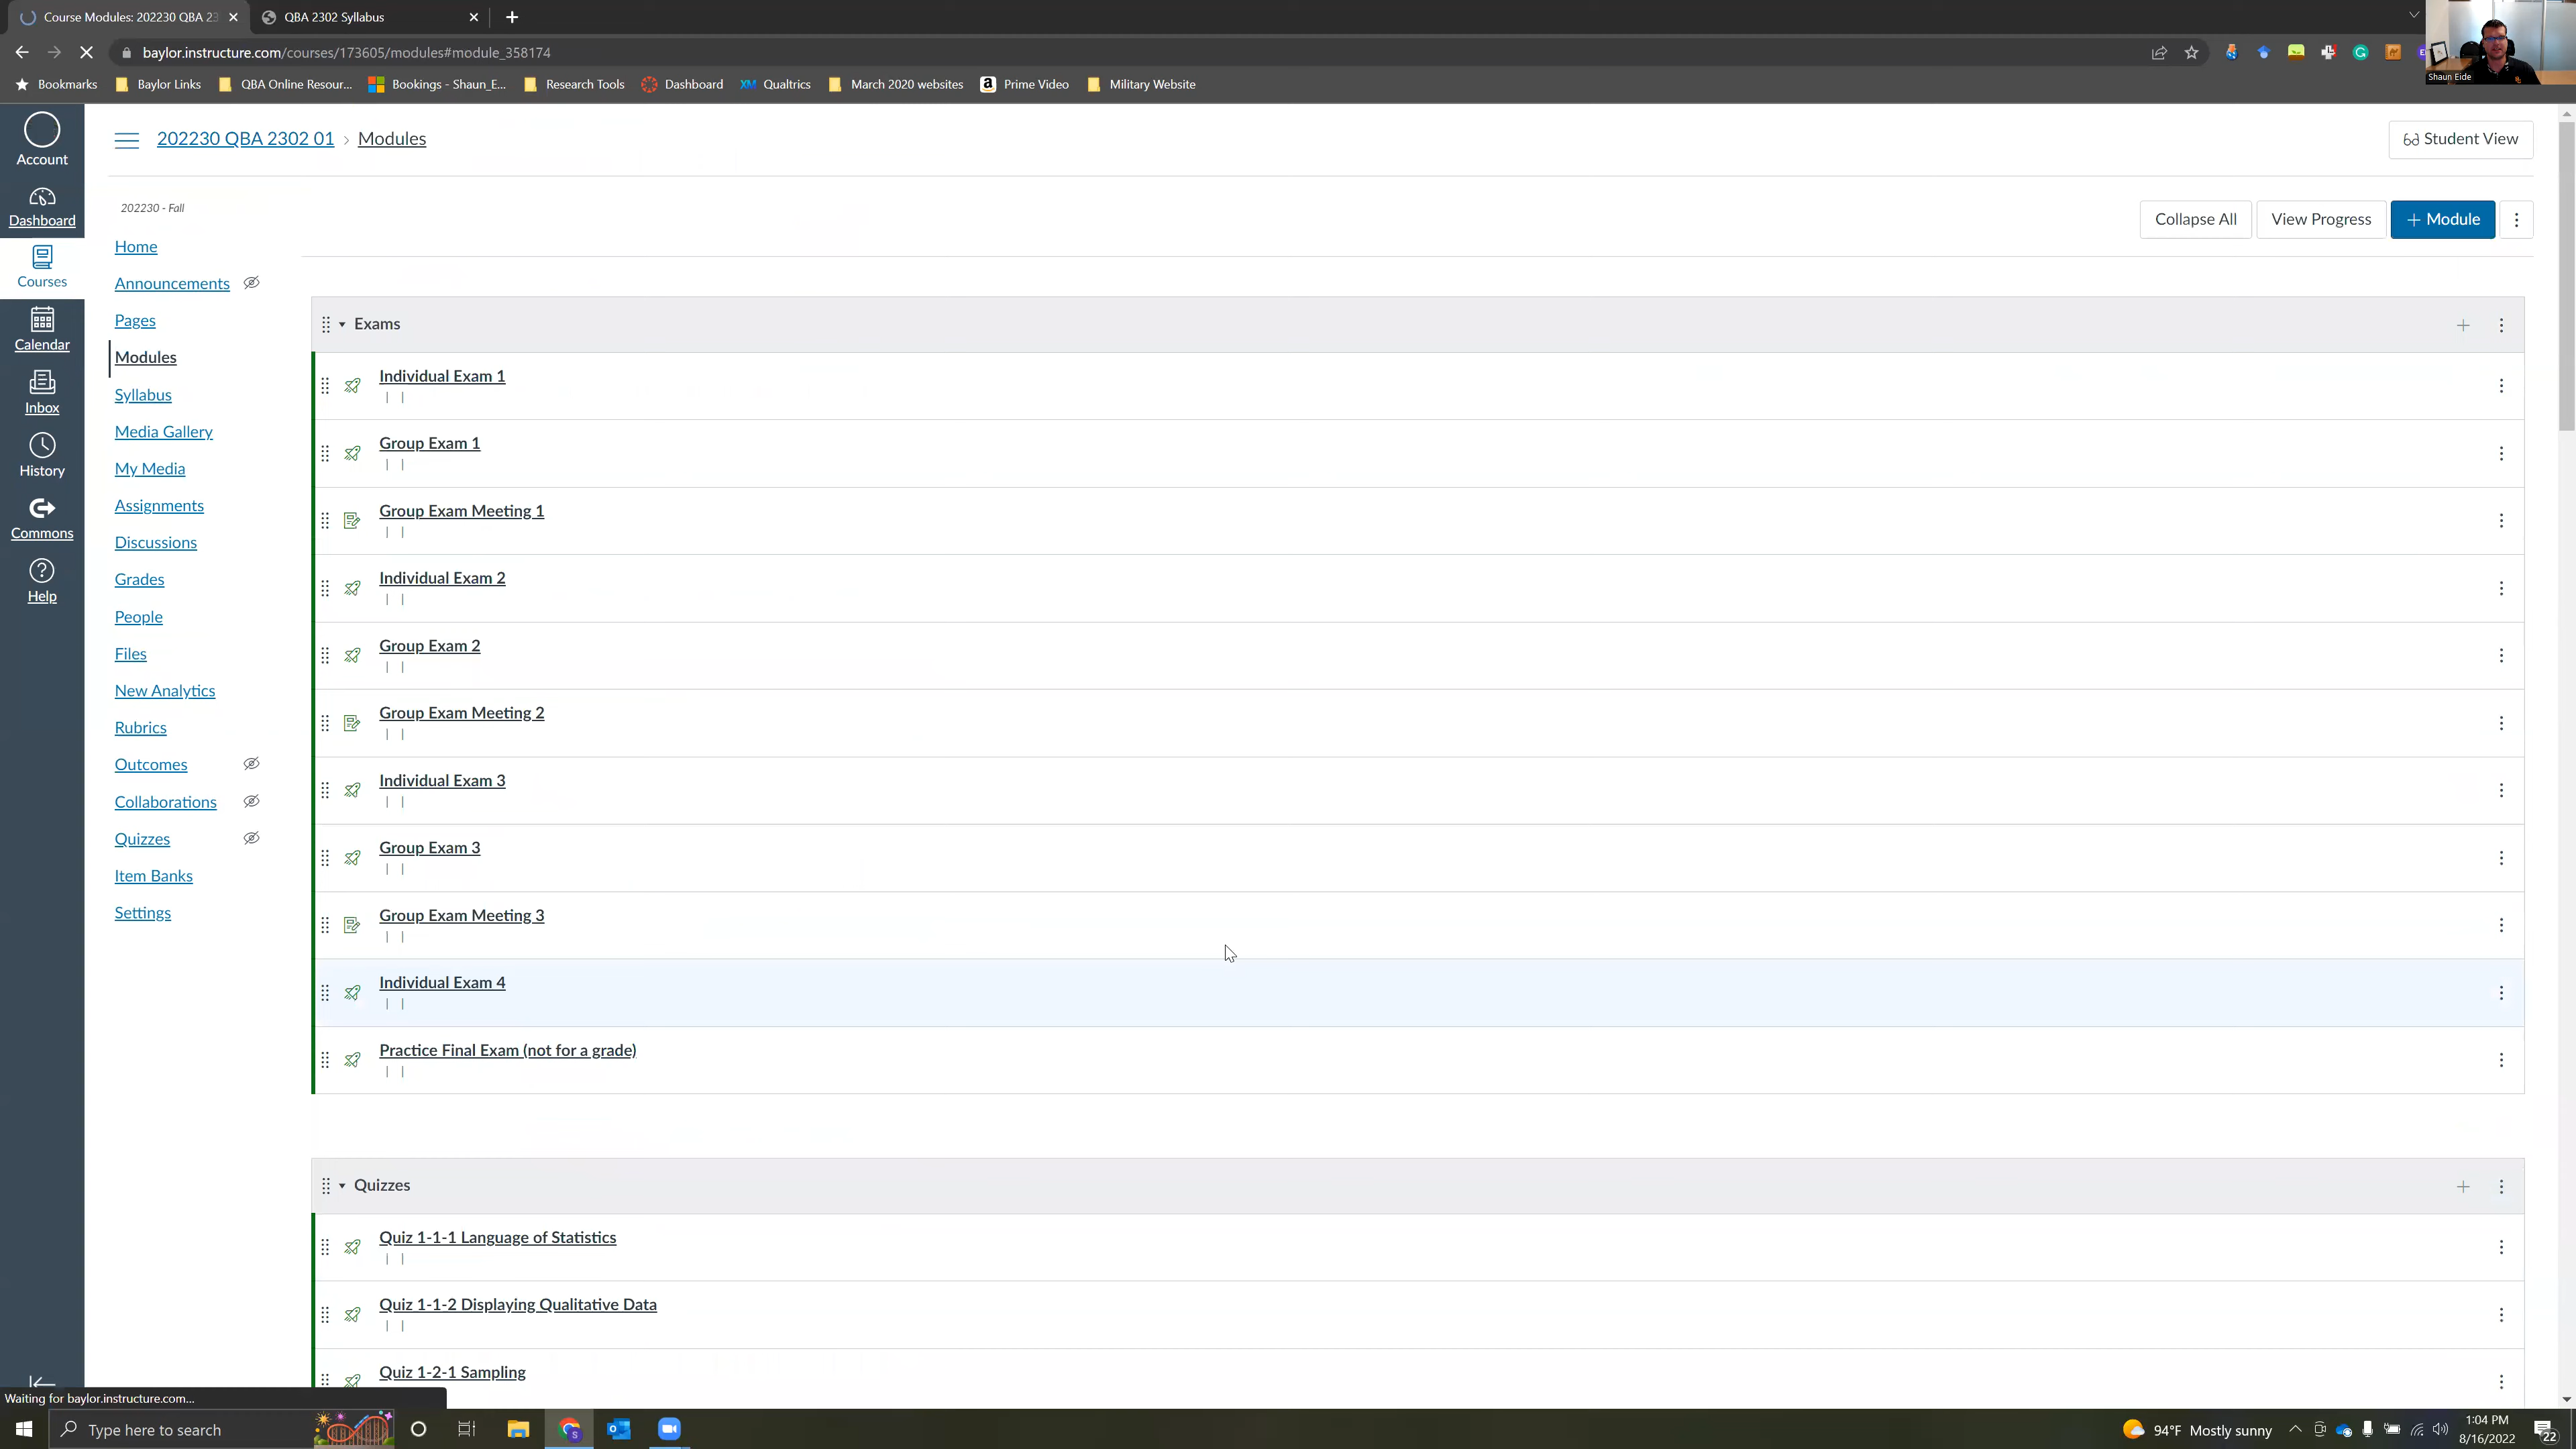 Course Modules: 202230 QBA 23
QBA 2302 Syllabus
baylor.instructure.com/courses/173605/modules#module_358174
Shaun Eide
Bookmarks
Baylor Links
QBA Online Resour...
Bookings - Shaun_E...
Research Tools
Dashboard
XM Qualtrics
March 2020 websites
Prime Video
Military Website
Account
Dashboard
Courses
Calendar
Inbox
History
Commons
Help
202230 QBA 2302 01 › Modules
Student View
202230 - Fall
Home
Announcements
Pages
Modules
Syllabus
Media Gallery
My Media
Assignments
Discussions
Grades
People
Files
New Analytics
Rubrics
Outcomes
Collaborations
Quizzes
Item Banks
Settings
Collapse All
View Progress
+ Module
Exams
Individual Exam 1
| |
Group Exam 1
| |
Group Exam Meeting 1
| |
Individual Exam 2
| |
Group Exam 2
| |
Group Exam Meeting 2
| |
Individual Exam 3
| |
Group Exam 3
| |
Group Exam Meeting 3
| |
Individual Exam 4
| |
Practice Final Exam (not for a grade)
| |
Quizzes
Quiz 1-1-1 Language of Statistics
| |
Quiz 1-1-2 Displaying Qualitative Data
| |
Quiz 1-2-1 Sampling
Waiting for baylor.instructure.com...
Type here to search
94°F Mostly sunny
1:04 PM
8/16/2022
22